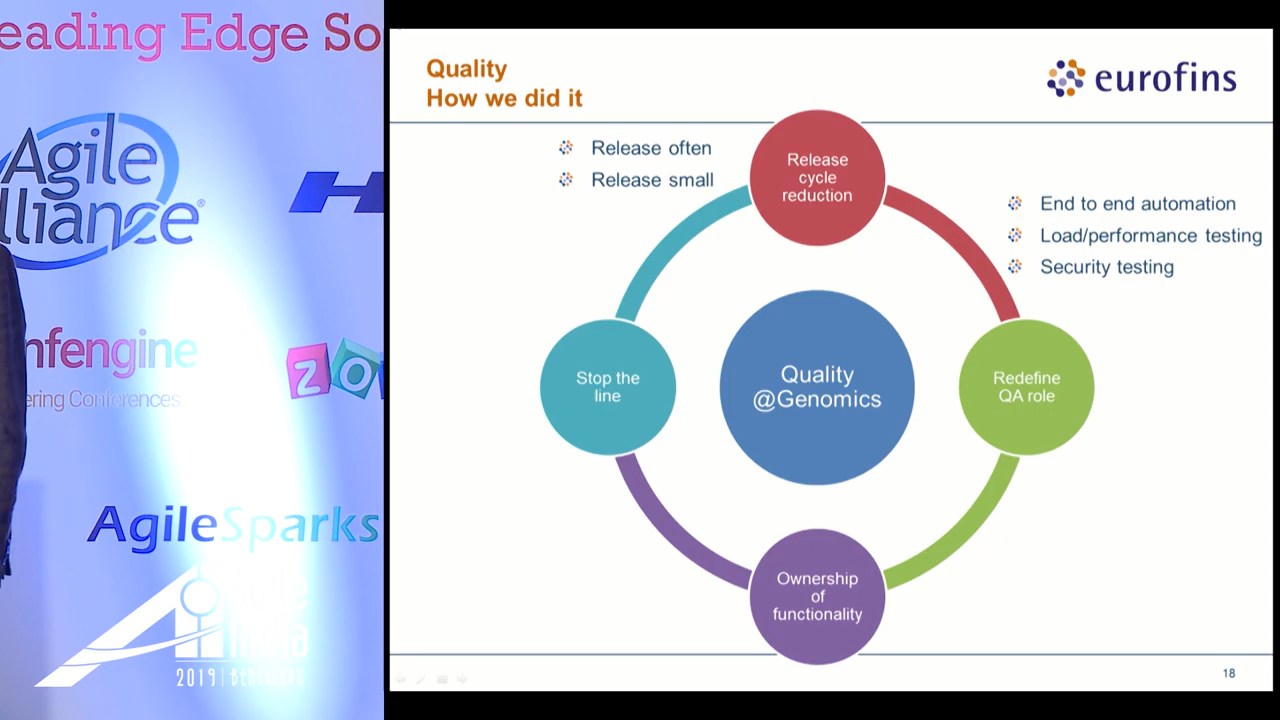 eading Edge So
Agile
lliance®
nfengine
ering Conferences
ZO
AgileSparks
2019
Quality
How we did it
eurofins
Release often
Release small
Release
cycle
reduction
End to end automation
Load/performance testing
Security testing
Stop the
line
Quality
@Genomics
Redefine
QA role
Ownership
of
functionality
18